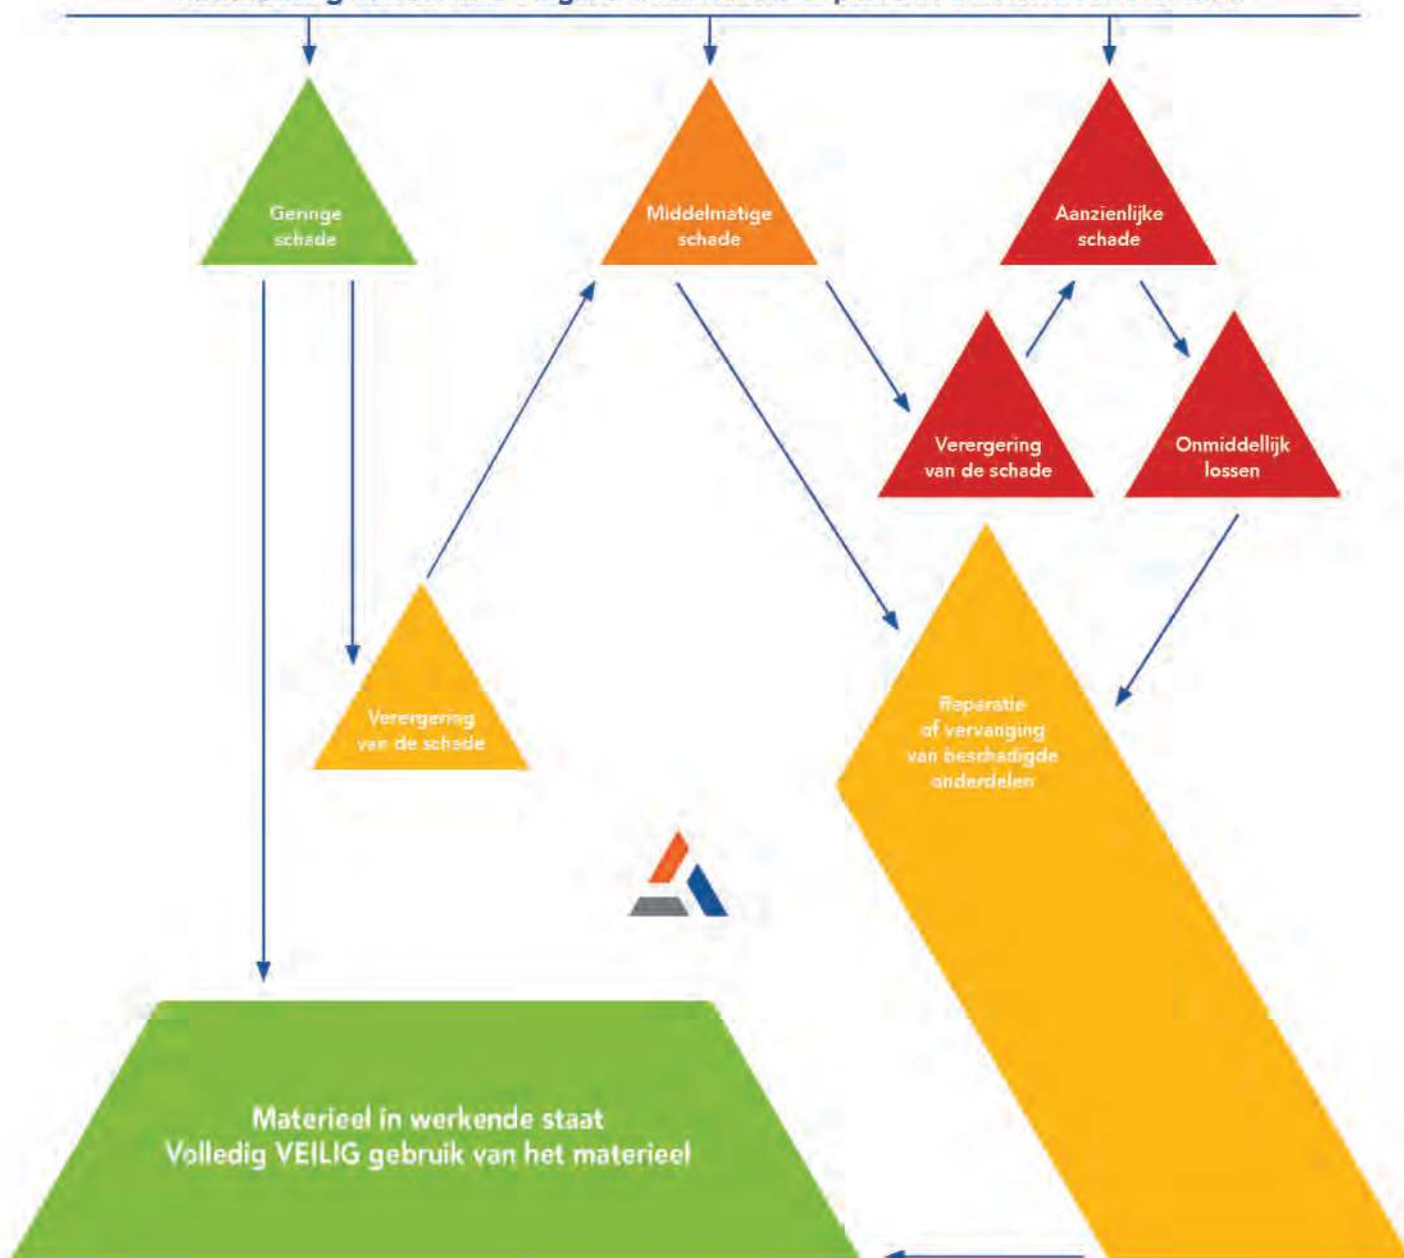 Geringe
schade
Middelmatige
schade
Aanzienlijke
schade
Verergering
van de schade
Onmiddellijk
lossen
Verergering
van de schade
Reparatie
of vervanging
van beschadigde
onderdelen
Materieel in werkende staat
Volledig VEILIG gebruik van het materieel